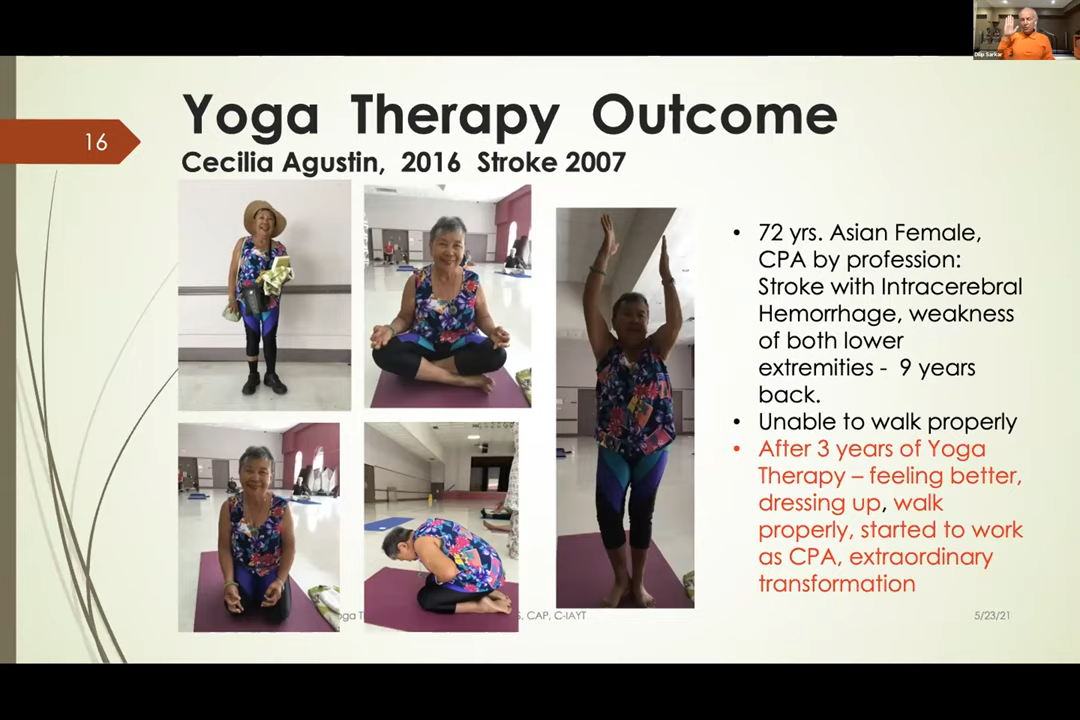 Dilip Sarkar
16
Yoga Therapy Outcome
Cecilia Agustin, 2016 Stroke 2007
• 72 yrs. Asian Female,
CPA by profession:
Stroke with Intracerebral
Hemorrhage, weakness
of both lower
extremities - 9 years
back.
• Unable to walk properly
• After 3 years of Yoga
Therapy – feeling better,
dressing up, walk
properly, started to work
as CPA, extraordinary
transformation
CAP, C-IAYT
5/23/21